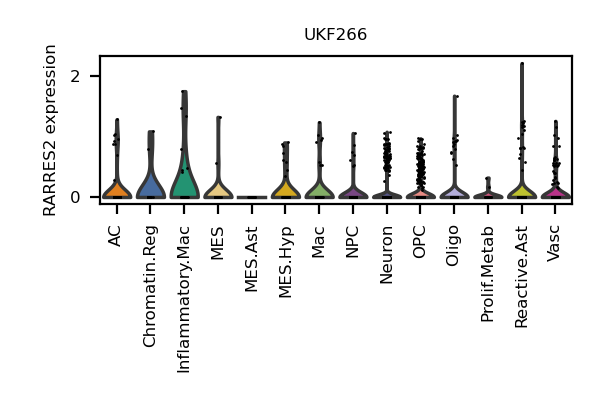 UKF266
RARRES2 expression
2
0
AC
Chromatin.Reg
Inflammatory.Mac
MES
MES.Ast
MES.Hyp
Mac
NPC
Neuron
OPC
Oligo
Prolif.Metab
Reactive.Ast
Vasc